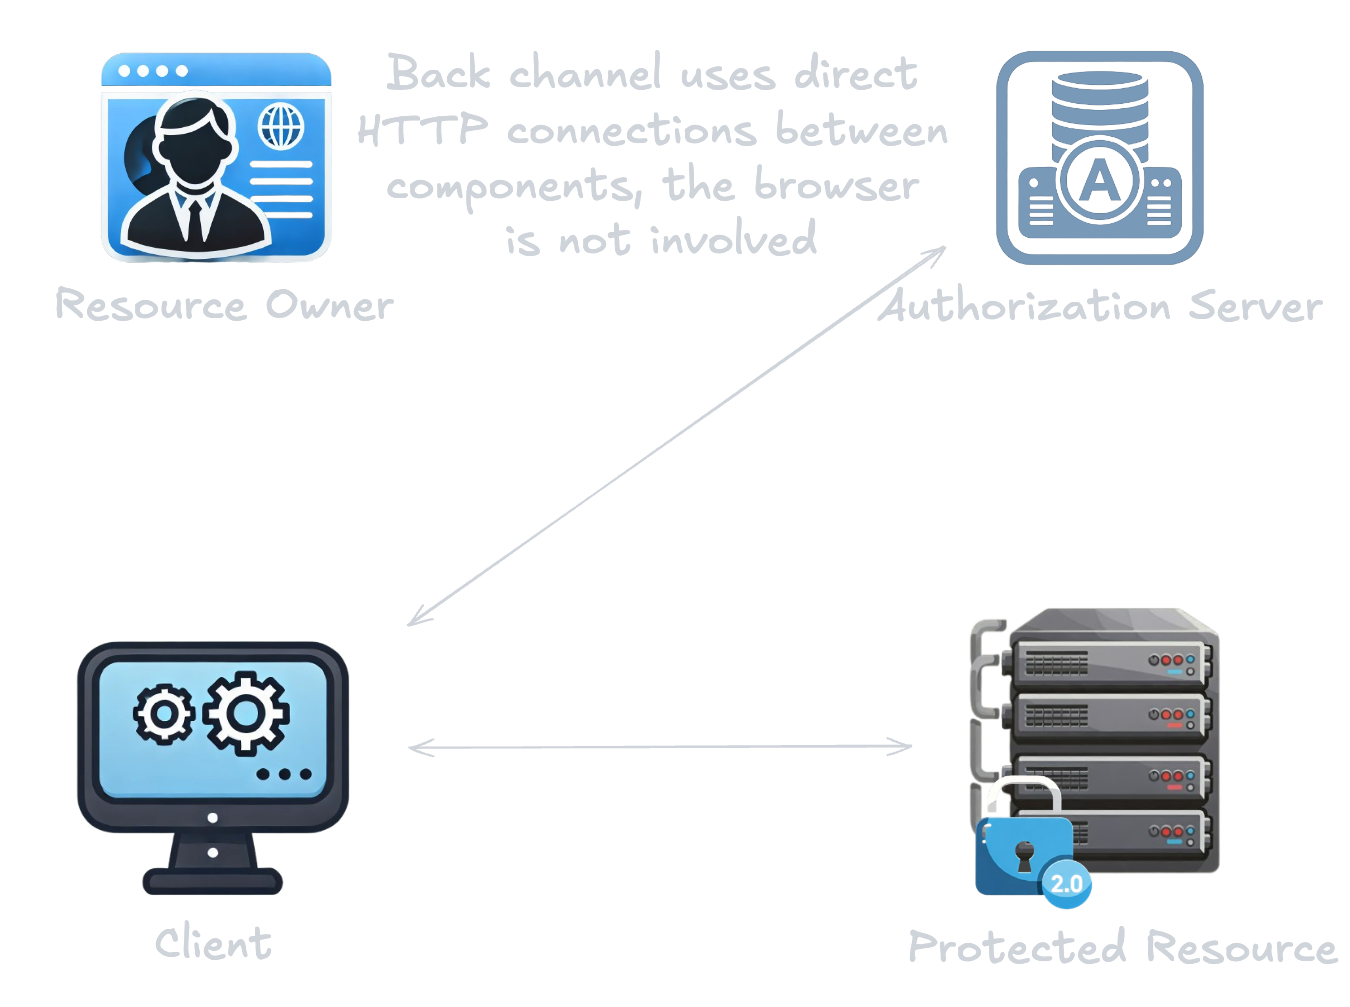 Back channel uses direct
HTTP connections between
components, the browser
is not involved
A
Resource Owner
Authorization Server
2.0
Client
Protected Resource